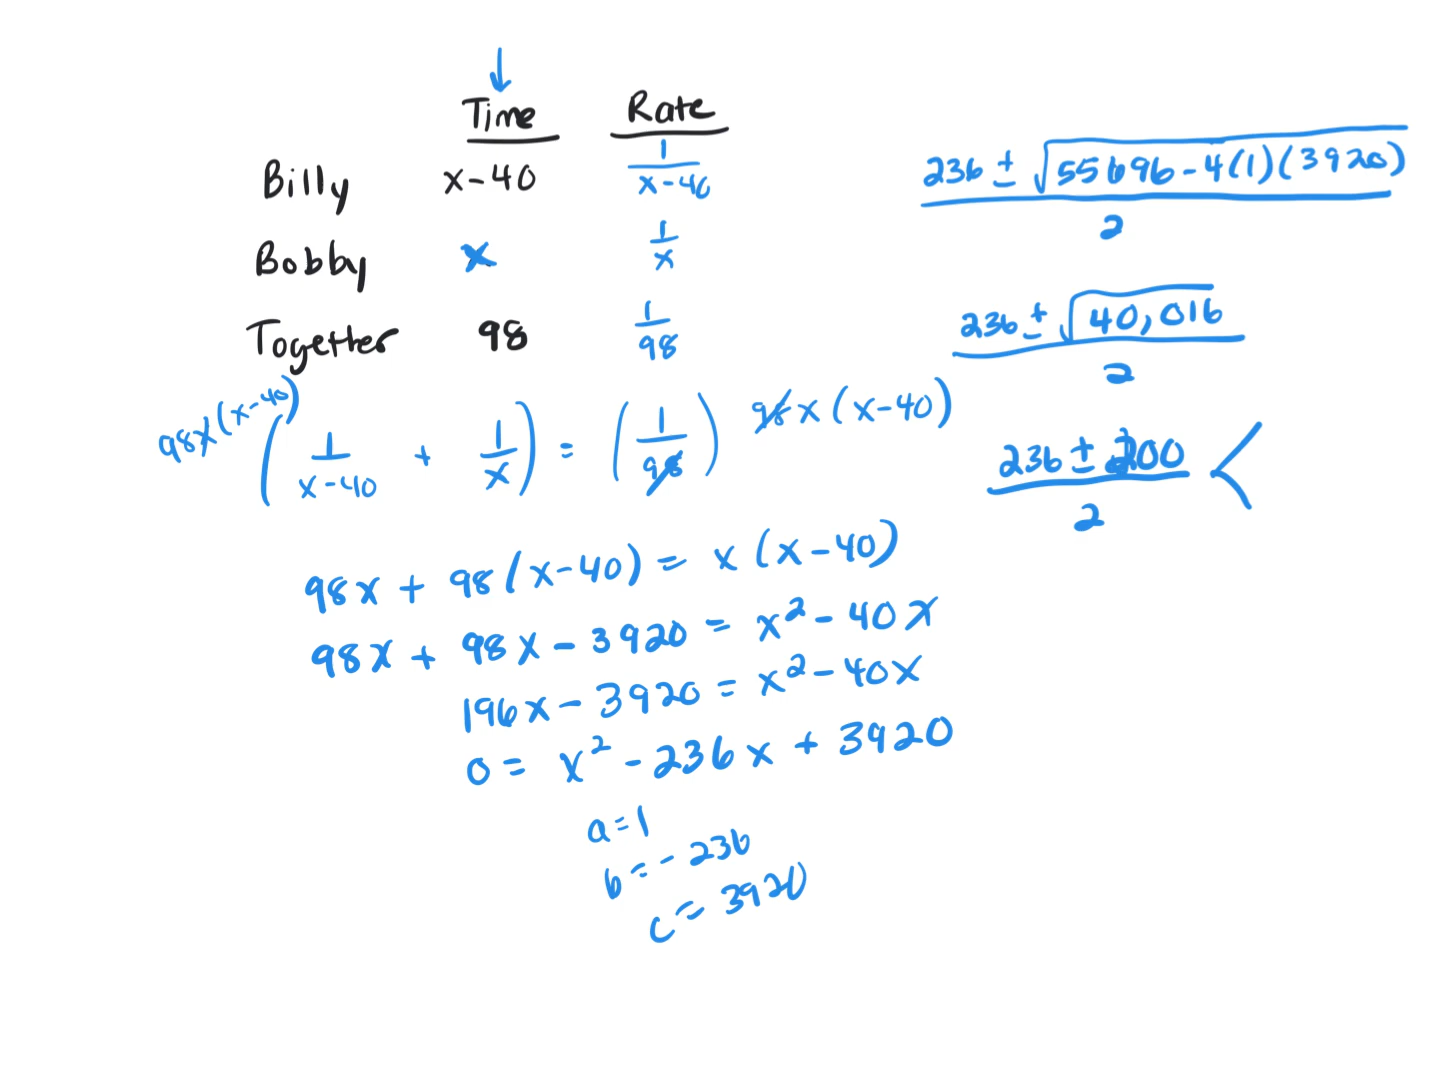 Time Rate
Billy x-40 1/(x-40)
Bobby x 1/x
Together 98 1/98
98x(x-40) (1/(x-40) + 1/x) = (1/98) 98x(x-40)
98x + 98(x-40) = x(x-40)
98x + 98x - 3920 = x² - 40x
196x - 3920 = x² - 40x
0 = x² - 236x + 3920
a=1
b=-236
c=3920
(236 ± √(55696-4(1)(3920)))/2
(236 ± √(40,016))/2
(236 ± 200)/2 <